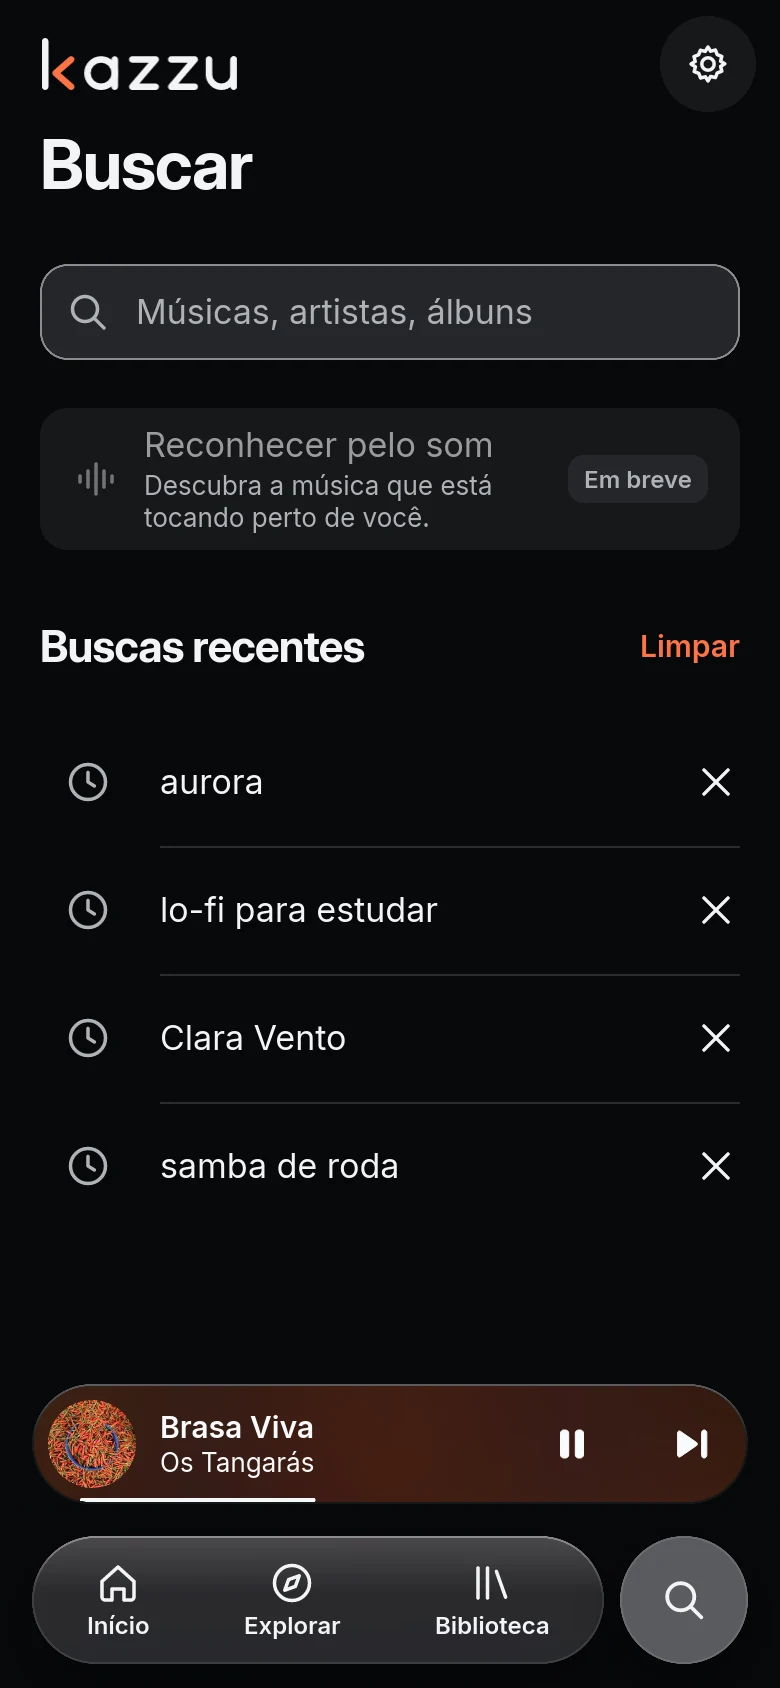 kazzu
Buscar
Músicas, artistas, álbuns
Reconhecer pelo som
Descubra a música que está
tocando perto de você.
Em breve
Buscas recentes
Limpar
aurora
lo-fi para estudar
Clara Vento
samba de roda
Brasa Viva
Os Tangarás
Início
Explorar
Biblioteca